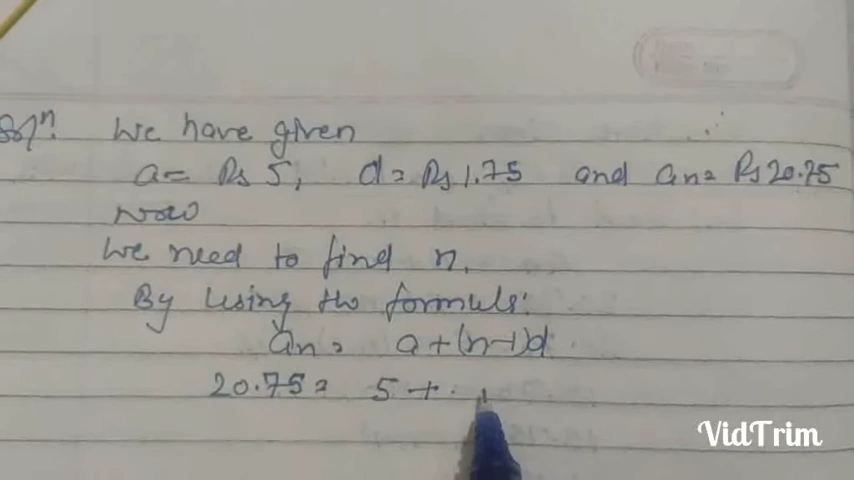 Sol^n: We have given
a = Rs 5, d = Rs 1.75 and an = Rs 20.75
Now
We need to find n.
By using the formula:
an = a + (n-1)d
20.75 = 5 +
VidTrim